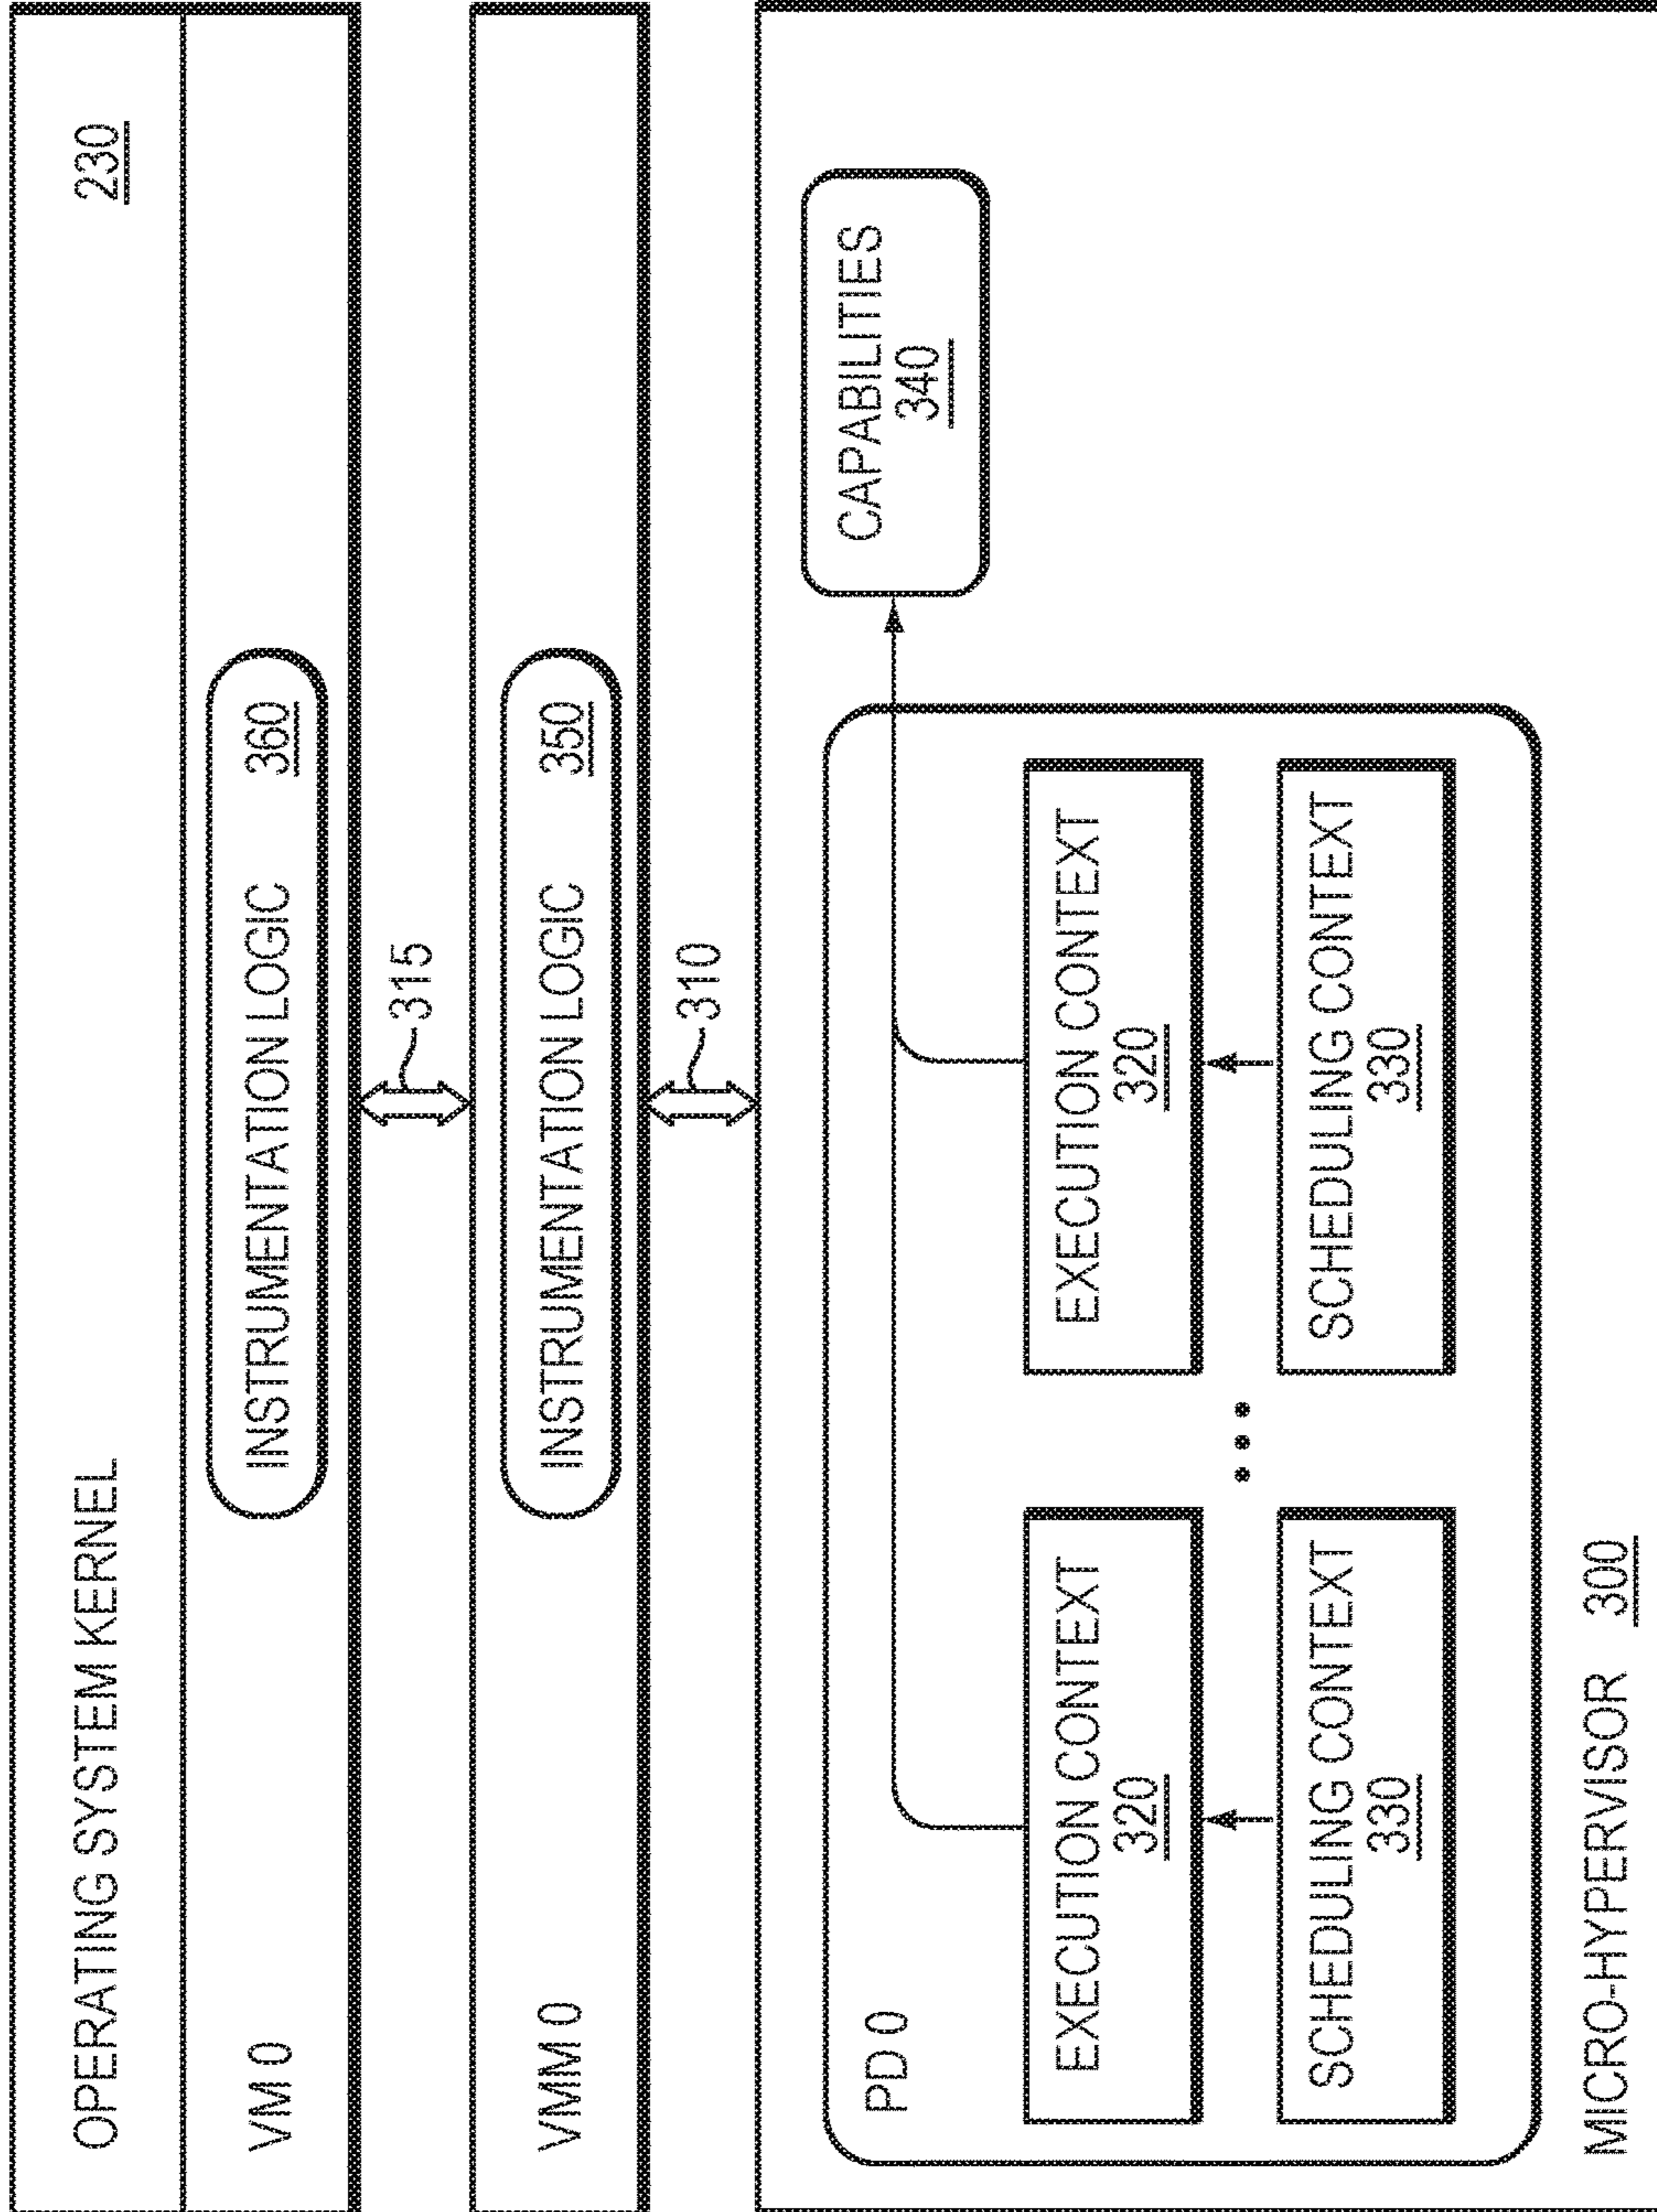 OPERATING SYSTEM KERNEL 230
VM 0 INSTRUMENTATION LOGIC 360
315
VMM 0 INSTRUMENTATION LOGIC 350
310
CAPABILITIES
340
PD 0
EXECUTION CONTEXT
320
EXECUTION CONTEXT
320
SCHEDULING CONTEXT
330
SCHEDULING CONTEXT
330
MICRO-HYPERVISOR 300